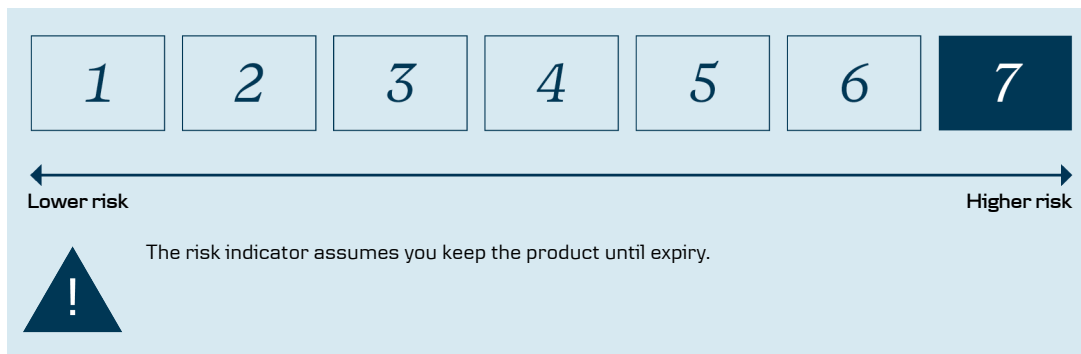 1 2 3 4 5 6 7
Lower risk Higher risk
The risk indicator assumes you keep the product until expiry.
!